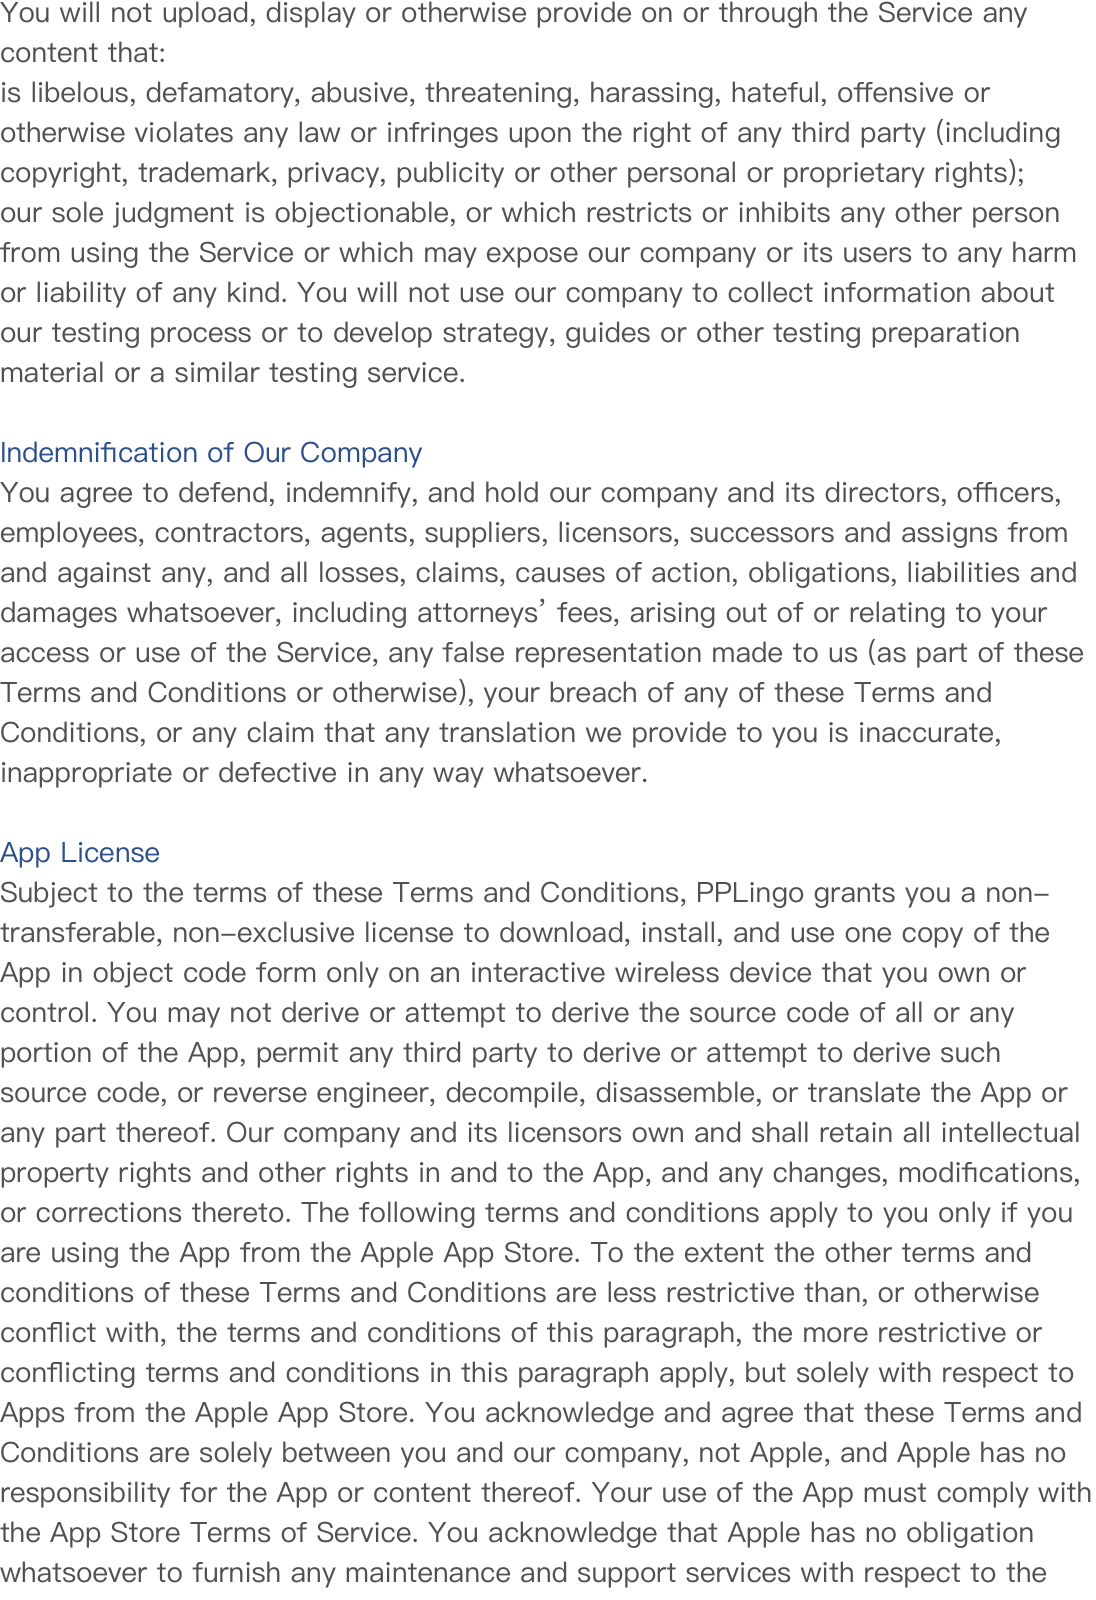 You will not upload, display or otherwise provide on or through the Service any
content that:
is libelous, defamatory, abusive, threatening, harassing, hateful, offensive or
otherwise violates any law or infringes upon the right of any third party (including
copyright, trademark, privacy, publicity or other personal or proprietary rights);
our sole judgment is objectionable, or which restricts or inhibits any other person
from using the Service or which may expose our company or its users to any harm
or liability of any kind. You will not use our company to collect information about
our testing process or to develop strategy, guides or other testing preparation
material or a similar testing service.
Indemnification of Our Company
You agree to defend, indemnify, and hold our company and its directors, officers,
employees, contractors, agents, suppliers, licensors, successors and assigns from
and against any, and all losses, claims, causes of action, obligations, liabilities and
damages whatsoever, including attorneys’ fees, arising out of or relating to your
access or use of the Service, any false representation made to us (as part of these
Terms and Conditions or otherwise), your breach of any of these Terms and
Conditions, or any claim that any translation we provide to you is inaccurate,
inappropriate or defective in any way whatsoever.
App License
Subject to the terms of these Terms and Conditions, PPLingo grants you a non-
transferable, non-exclusive license to download, install, and use one copy of the
App in object code form only on an interactive wireless device that you own or
control. You may not derive or attempt to derive the source code of all or any
portion of the App, permit any third party to derive or attempt to derive such
source code, or reverse engineer, decompile, disassemble, or translate the App or
any part thereof. Our company and its licensors own and shall retain all intellectual
property rights and other rights in and to the App, and any changes, modifications,
or corrections thereto. The following terms and conditions apply to you only if you
are using the App from the Apple App Store. To the extent the other terms and
conditions of these Terms and Conditions are less restrictive than, or otherwise
conflict with, the terms and conditions of this paragraph, the more restrictive or
conflicting terms and conditions in this paragraph apply, but solely with respect to
Apps from the Apple App Store. You acknowledge and agree that these Terms and
Conditions are solely between you and our company, not Apple, and Apple has no
responsibility for the App or content thereof. Your use of the App must comply with
the App Store Terms of Service. You acknowledge that Apple has no obligation
whatsoever to furnish any maintenance and support services with respect to the